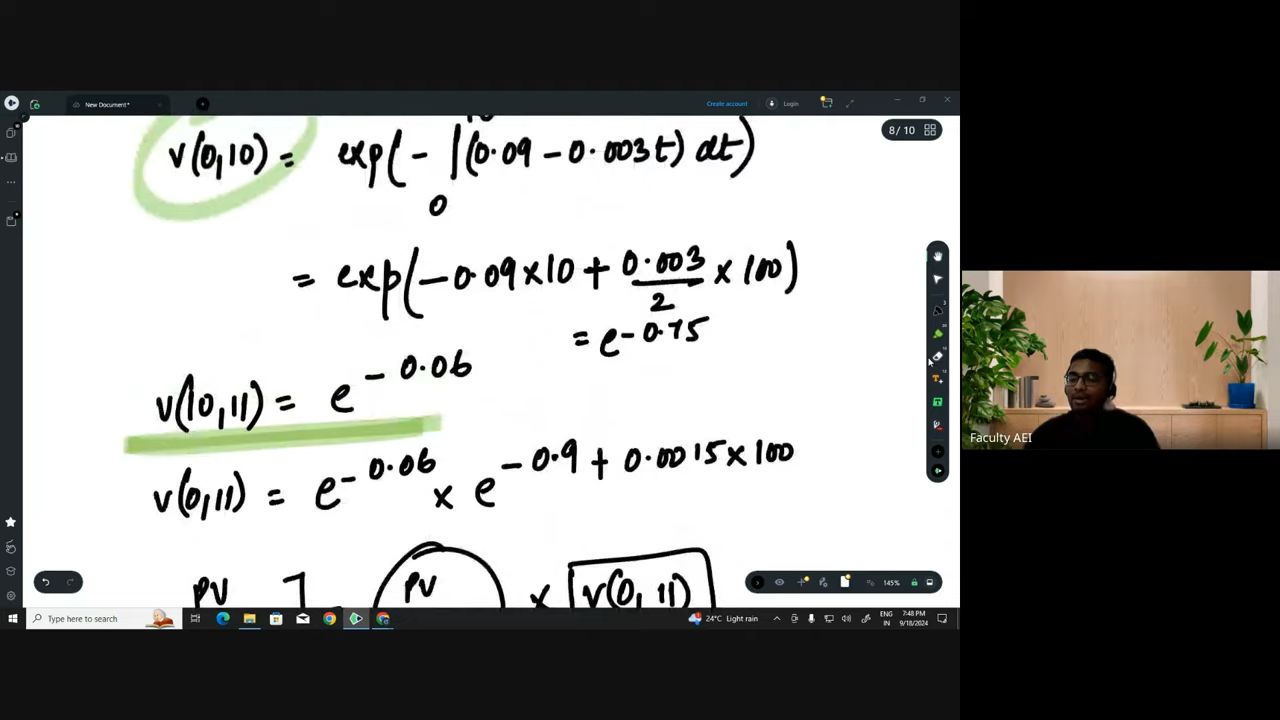 New Document*
Create account
Login
8 / 10
10
v(0,10) = exp(- ∫(0.09 - 0.003t) dt)
0
= exp(-0.09×10 + 0.003/2 × 100)
= e^-0.75
v(10,11) = e^-0.06
v(0,11) = e^-0.06 × e^-0.9 + 0.0015×100
PV ] PV × v(0,11)
145%
Faculty AEI
Type here to search
24°C Light rain
ENG
IN
7:48 PM
9/18/2024